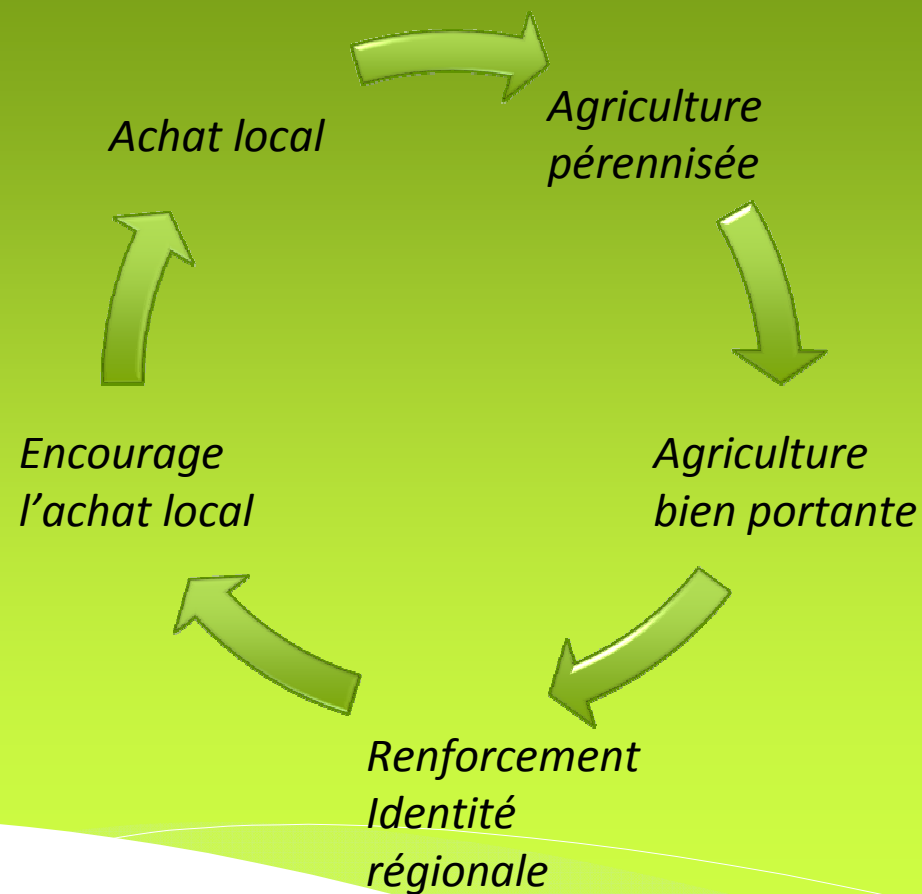 Achat local
Agriculture
pérennisée
Agriculture
bien portante
Renforcement
Identité
régionale
Encourage
l’achat local